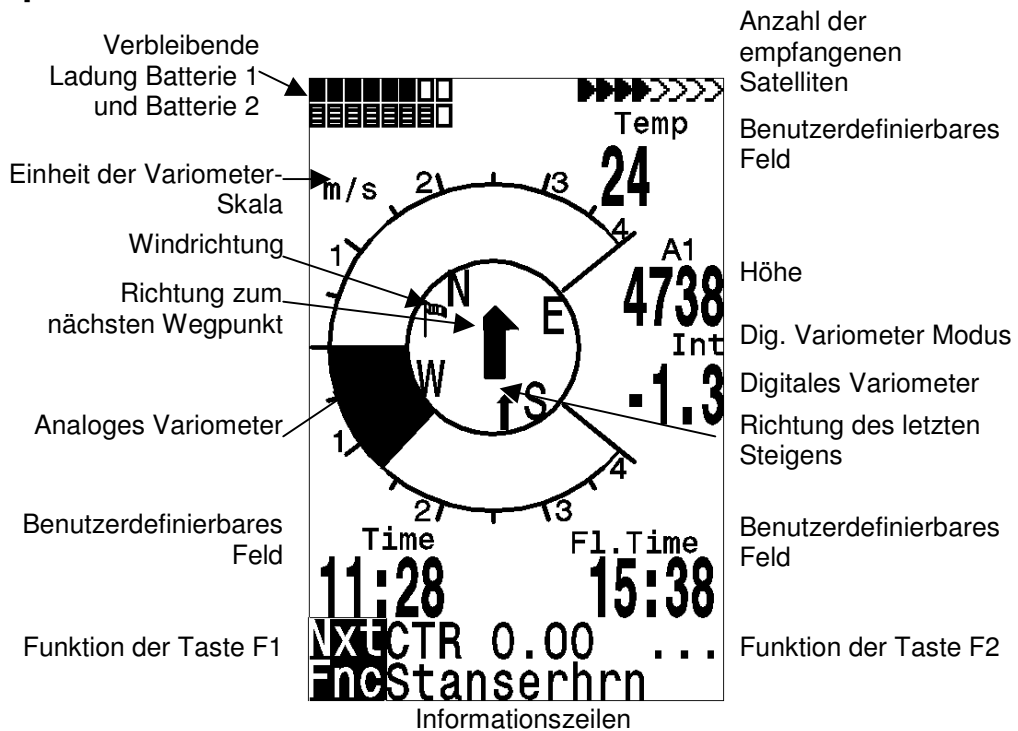 Verbleibende
Ladung Batterie 1
und Batterie 2
Einheit der Variometer-
Skala
Windrichtung
Richtung zum
nächsten Wegpunkt
Analoges Variometer
Benutzerdefinierbares
Feld
Funktion der Taste F1
Temp
24
m/s
2
3
4
1
A1
4738
N
E
W
S
Int
-1.3
1
2
3
4
Time
11:28
Fl.Time
15:38
Nxt CTR 0.00 ...
Fnc Stanserhrn
Informationszeilen
Anzahl der
empfangenen
Satelliten
Benutzerdefinierbares
Feld
Höhe
Dig. Variometer Modus
Digitales Variometer
Richtung des letzten
Steigens
Benutzerdefinierbares
Feld
Funktion der Taste F2